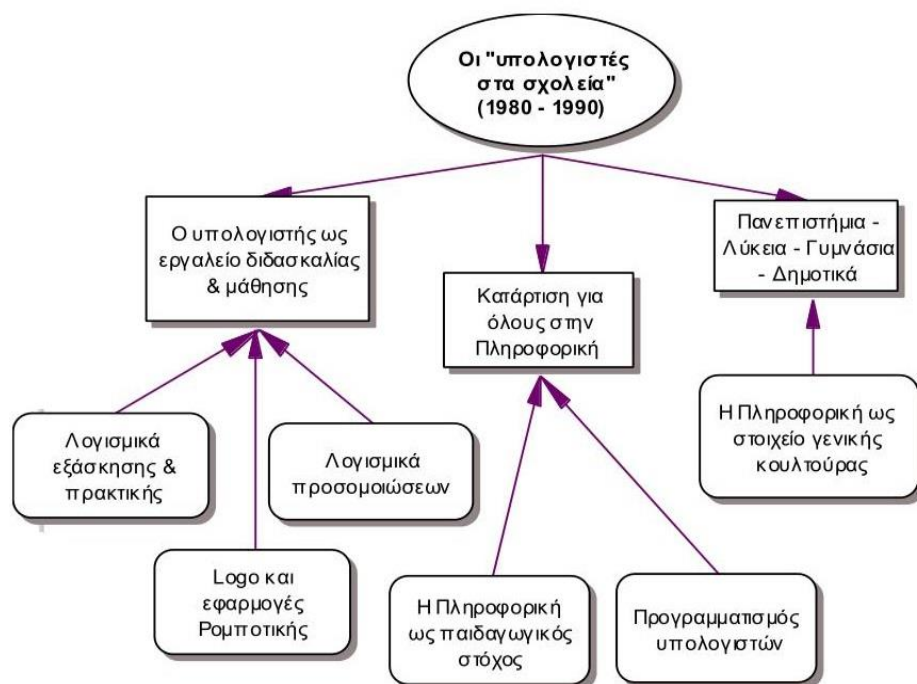 Οι "υπολογιστές
στα σχολεία"
(1980 - 1990)
Ο υπολογιστής ως
εργαλείο διδασκαλίας
& μάθησης
Κατάρτιση για
όλους στην
Πληροφορική
Πανεπιστήμια -
Λύκεια - Γυμνάσια
- Δημοτικά
Λογισμικά
εξάσκησης &
πρακτικής
Λογισμικά
προσομοιώσεων
Η Πληροφορική ως
στοιχείο γενικής
κουλτούρας
Logo και
εφαρμογές
Ρομποτικής
Η Πληροφορική
ως παιδαγωγικός
στόχος
Προγραμματισμός
υπολογιστών